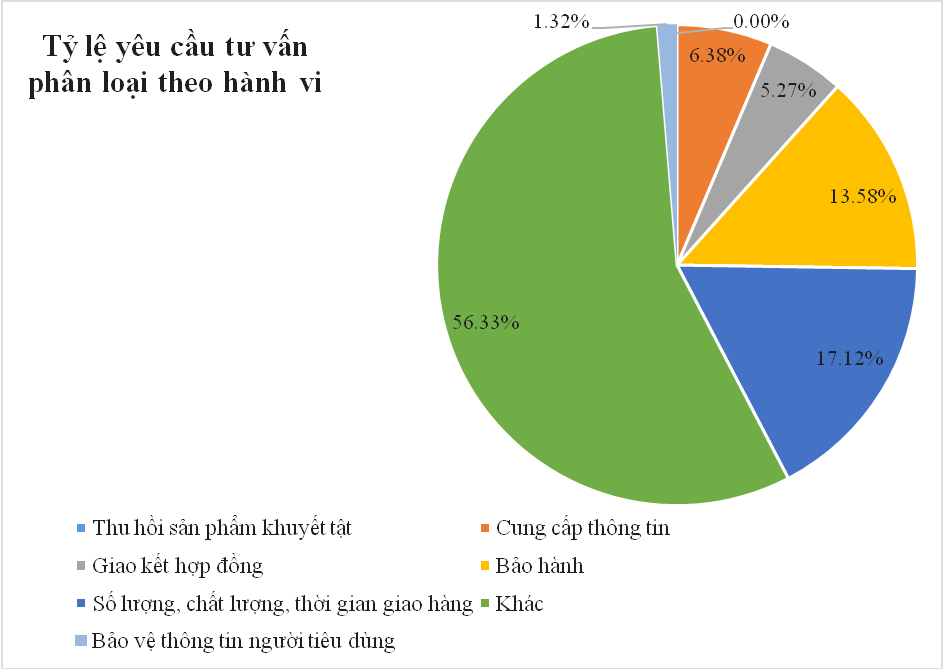 Tỷ lệ yêu cầu tư vấn
phân loại theo hành vi
1.32%
0.00%
6.38%
5.27%
13.58%
56.33%
17.12%
Thu hồi sản phẩm khuyết tật
Cung cấp thông tin
Giao kết hợp đồng
Bảo hành
Số lượng, chất lượng, thời gian giao hàng
Khác
Bảo vệ thông tin người tiêu dùng